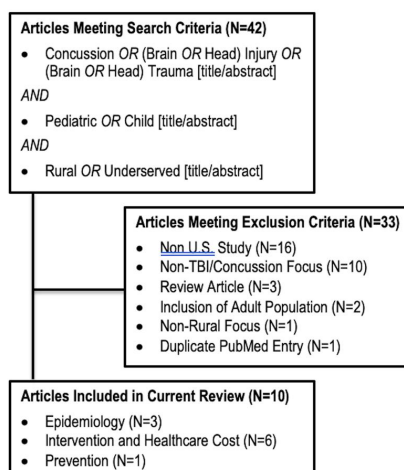 Articles Meeting Search Criteria (N=42)
• Concussion OR (Brain OR Head) Injury OR
(Brain OR Head) Trauma [title/abstract]
AND
• Pediatric OR Child [title/abstract]
AND
• Rural OR Underserved [title/abstract]
Articles Meeting Exclusion Criteria (N=33)
• Non U.S. Study (N=16)
• Non-TBI/Concussion Focus (N=10)
• Review Article (N=3)
• Inclusion of Adult Population (N=2)
• Non-Rural Focus (N=1)
• Duplicate PubMed Entry (N=1)
Articles Included in Current Review (N=10)
• Epidemiology (N=3)
• Intervention and Healthcare Cost (N=6)
• Prevention (N=1)